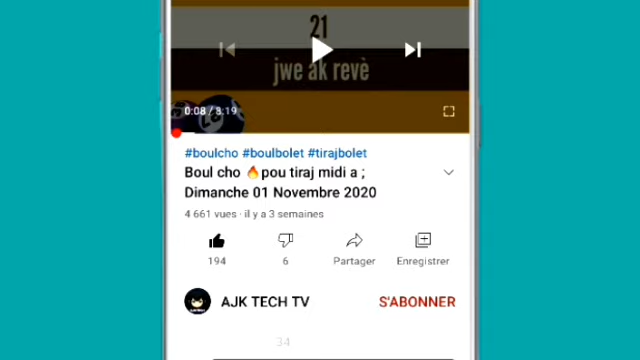 21
jwe ak revè
0:08 / 8:19
#boulcho #boulbolet #tirajbolet
Boul cho 🔥pou tiraj midi a ;
Dimanche 01 Novembre 2020
4 661 vues · il y a 3 semaines
194
6
Partager
Enregistrer
AJK TECH TV
S'ABONNER
34